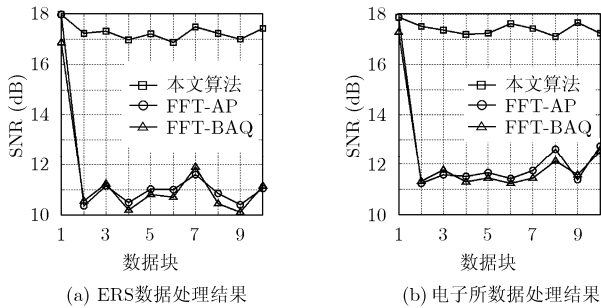 18
16
14
12
10
SNR (dB)
本文算法
FFT-AP
FFT-BAQ
1 3 5 7 9
数据块
(a) ERS数据处理结果
18
16
14
12
10
SNR (dB)
本文算法
FFT-AP
FFT-BAQ
1 3 5 7 9
数据块
(b) 电子所数据处理结果